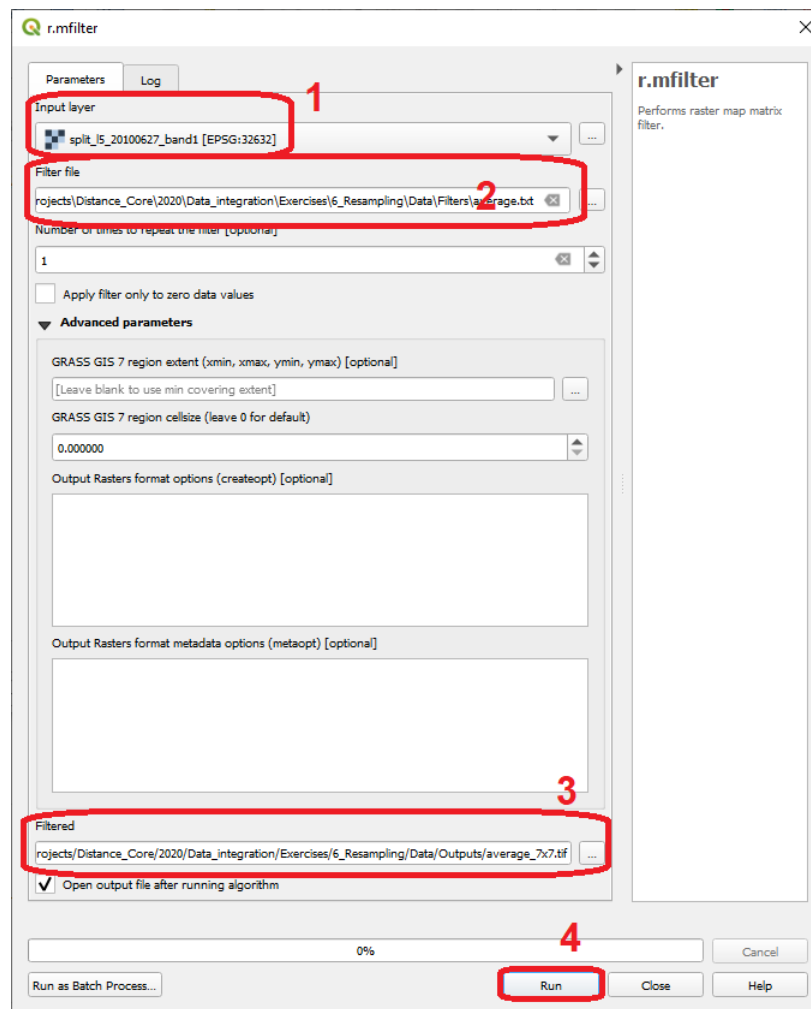 r.mfilter
Parameters
Log
1
Input layer
split_l5_20100627_band1 [EPSG:32632]
...
Filter file
2
rojects\Distance_Core\2020\Data_integration\Exercises\6_Resampling\Data\Filters\average.txt
...
Number of times to repeat the filter [optional]
1
Apply filter only to zero data values
Advanced parameters
GRASS GIS 7 region extent (xmin, xmax, ymin, ymax) [optional]
[Leave blank to use min covering extent]
...
GRASS GIS 7 region cellsize (leave 0 for default)
0.000000
Output Rasters format options (createopt) [optional]
Output Rasters format metadata options (metaopt) [optional]
3
Filtered
rojects/Distance_Core/2020/Data_integration/Exercises/6_Resampling/Data/Outputs/average_7x7.tif
...
Open output file after running algorithm
r.mfilter
Performs raster map matrix
filter.
0%
4
Cancel
Run as Batch Process...
Run
Close
Help